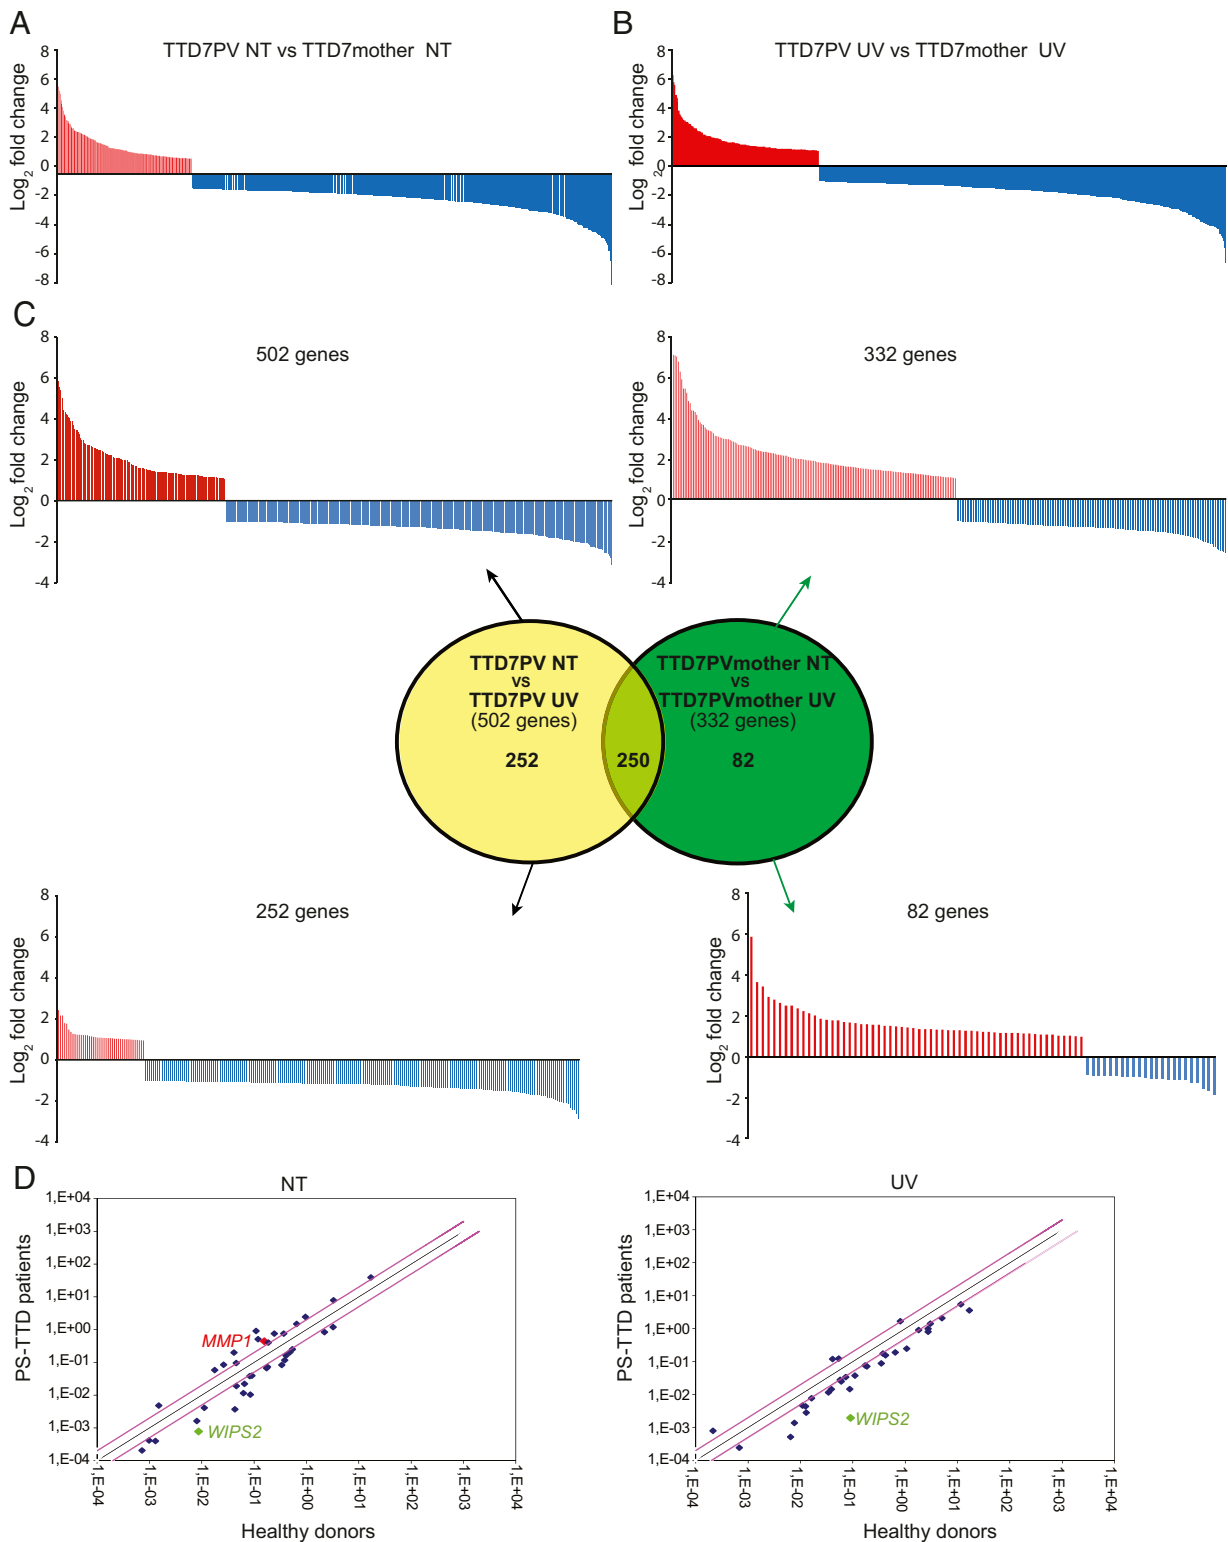 A
TTD7PV NT vs TTD7mother NT
Log2 fold change
8
6
4
2
0
-2
-4
-6
-8
B
TTD7PV UV vs TTD7mother UV
Log2 fold change
8
6
4
2
0
-2
-4
-6
-8
C
502 genes
Log2 fold change
8
6
4
2
0
-2
-4
332 genes
Log2 fold change
8
6
4
2
0
-2
-4
TTD7PV NT
vs
TTD7PV UV
(502 genes)
252
250
TTD7PVmother NT
vs
TTD7PVmother UV
(332 genes)
82
252 genes
Log2 fold change
8
6
4
2
0
-2
-4
82 genes
Log2 fold change
8
6
4
2
0
-2
-4
D
NT
PS-TTD patients
1,E+04
1,E+03
1,E+02
1,E+01
1,E+00
1,E-01
1,E-02
1,E-03
1,E-04
MMP1
WIPS2
1,E-04
1,E-03
1,E-02
1,E-01
1,E+00
1,E+01
1,E+02
1,E+03
1,E+04
Healthy donors
UV
PS-TTD patients
1,E+04
1,E+03
1,E+02
1,E+01
1,E+00
1,E-01
1,E-02
1,E-03
1,E-04
WIPS2
1,E-04
1,E-03
1,E-02
1,E-01
1,E+00
1,E+01
1,E+02
1,E+03
1,E+04
Healthy donors